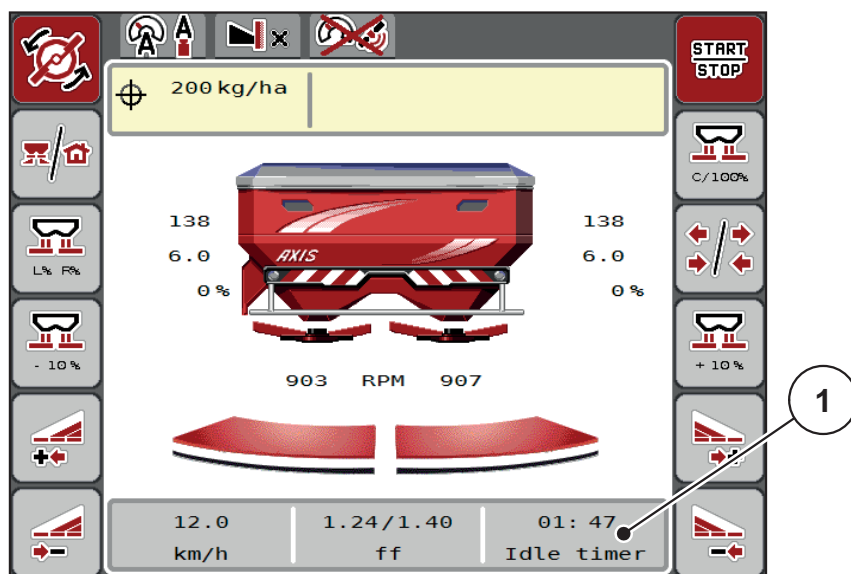 A A
START
STOP
200 kg/ha
C/100%
138 138
6.0 AXIS 6.0
L% R%
0 % 0 %
- 10 %
+ 10 %
903 RPM 907
1
12.0 1.24/1.40 01: 47
km/h ff Idle timer